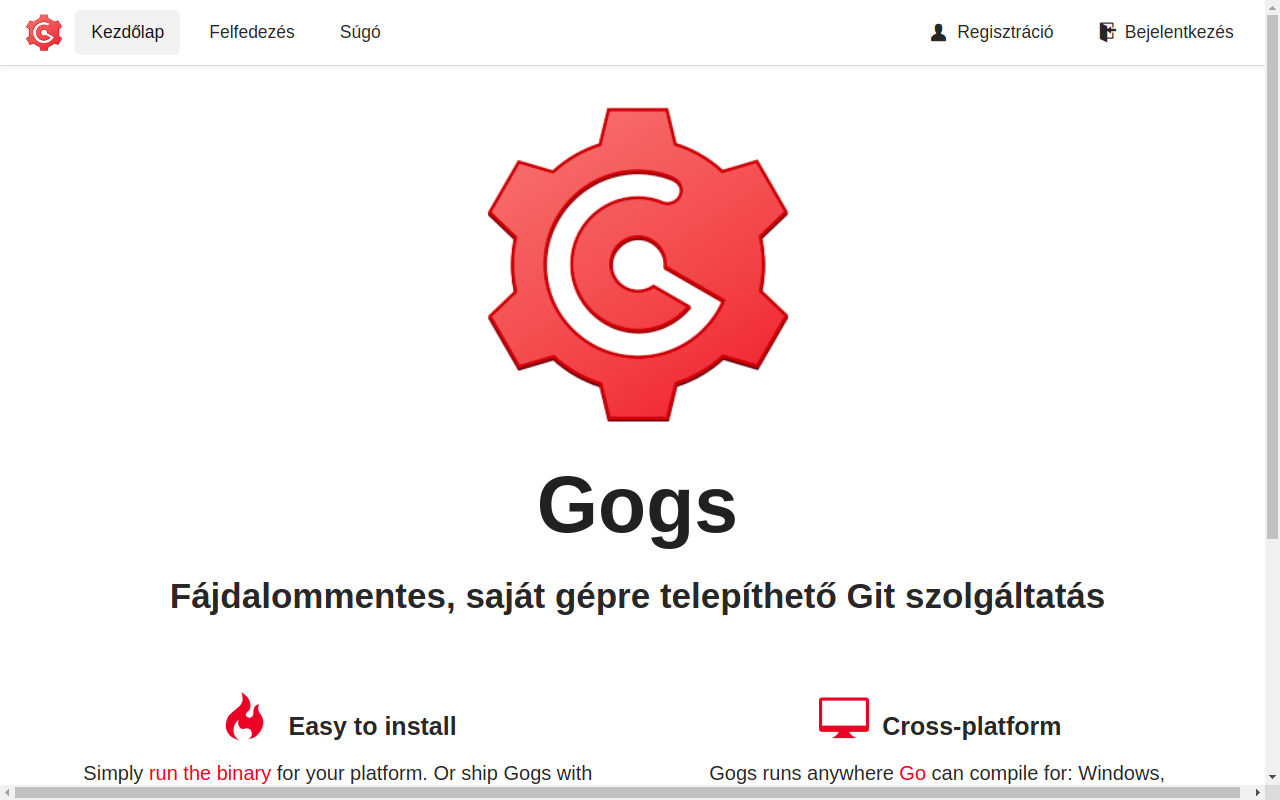 Kezdőlap Felfedezés Súgó Regisztráció Bejelentkezés
Gogs
Fájdalommentes, saját gépre telepíthető Git szolgáltatás
Easy to install
Simply run the binary for your platform. Or ship Gogs with
Cross-platform
Gogs runs anywhere Go can compile for: Windows,